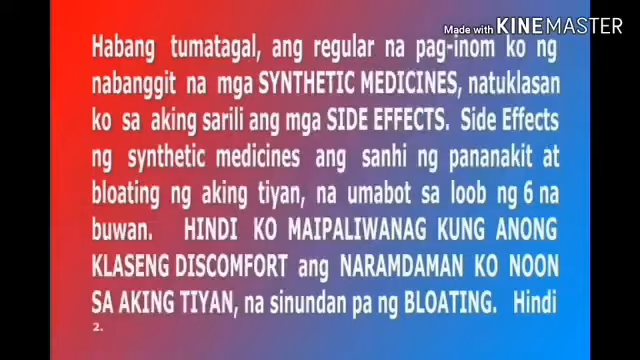 Made with KINEMASTER
Habang tumatagal, ang regular na pag-inom ko ng
nabanggit na mga SYNTHETIC MEDICINES, natuklasan
ko sa aking sarili ang mga SIDE EFFECTS. Side Effects
ng synthetic medicines ang sanhi ng pananakit at
bloating ng aking tiyan, na umabot sa loob ng 6 na
buwan. HINDI KO MAIPALIWANAG KUNG ANONG
KLASENG DISCOMFORT ang NARAMDAMAN KO NOON
SA AKING TIYAN, na sinundan pa ng BLOATING. Hindi
2.